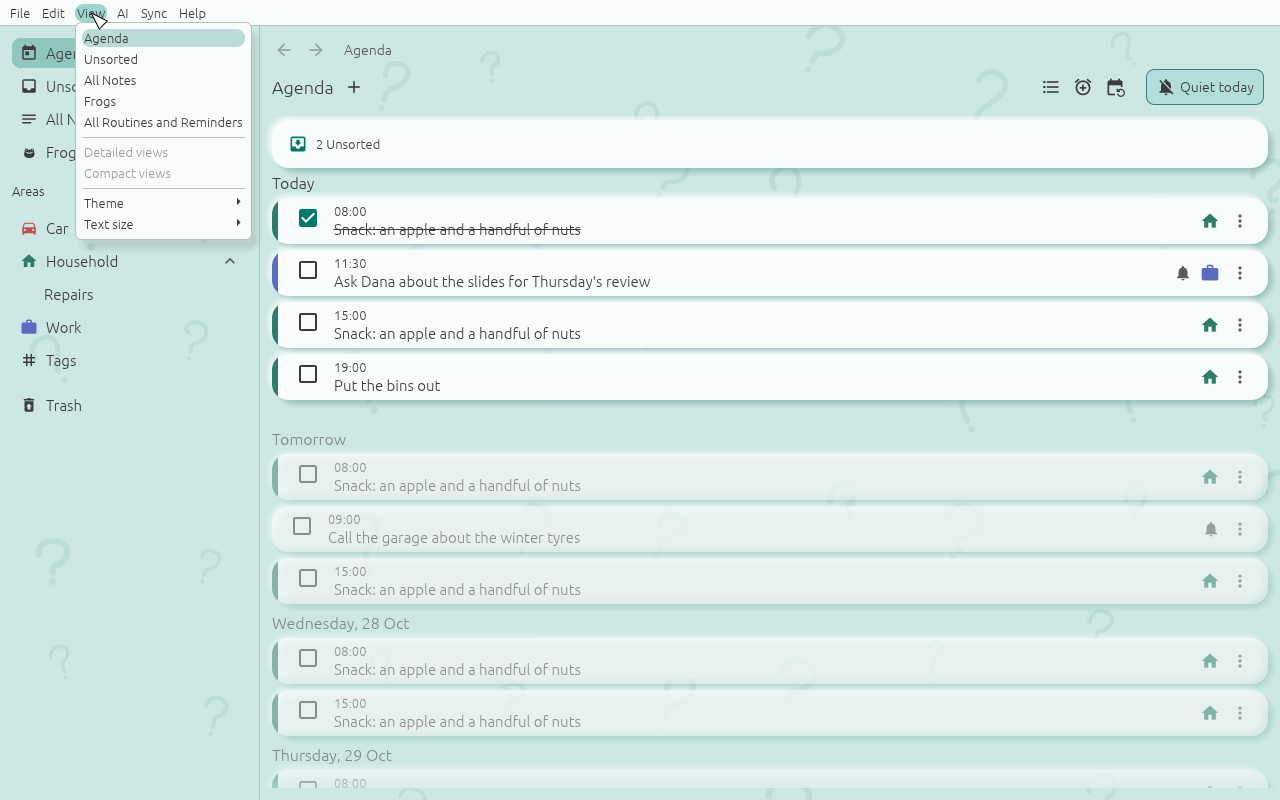 File Edit View AI Sync Help
Agenda
Unsorted
All Notes
Frogs
All Routines and Reminders
Detailed views
Compact views
Theme
Text size
All N
Frog
Areas
Car
Household
Repairs
Work
Tags
Trash
Agenda
Agenda
Quiet today
2 Unsorted
Today
08:00
Snack: an apple and a handful of nuts
11:30
Ask Dana about the slides for Thursday's review
15:00
Snack: an apple and a handful of nuts
19:00
Put the bins out
Tomorrow
08:00
Snack: an apple and a handful of nuts
09:00
Call the garage about the winter tyres
15:00
Snack: an apple and a handful of nuts
Wednesday, 28 Oct
08:00
Snack: an apple and a handful of nuts
15:00
Snack: an apple and a handful of nuts
Thursday, 29 Oct
08:00